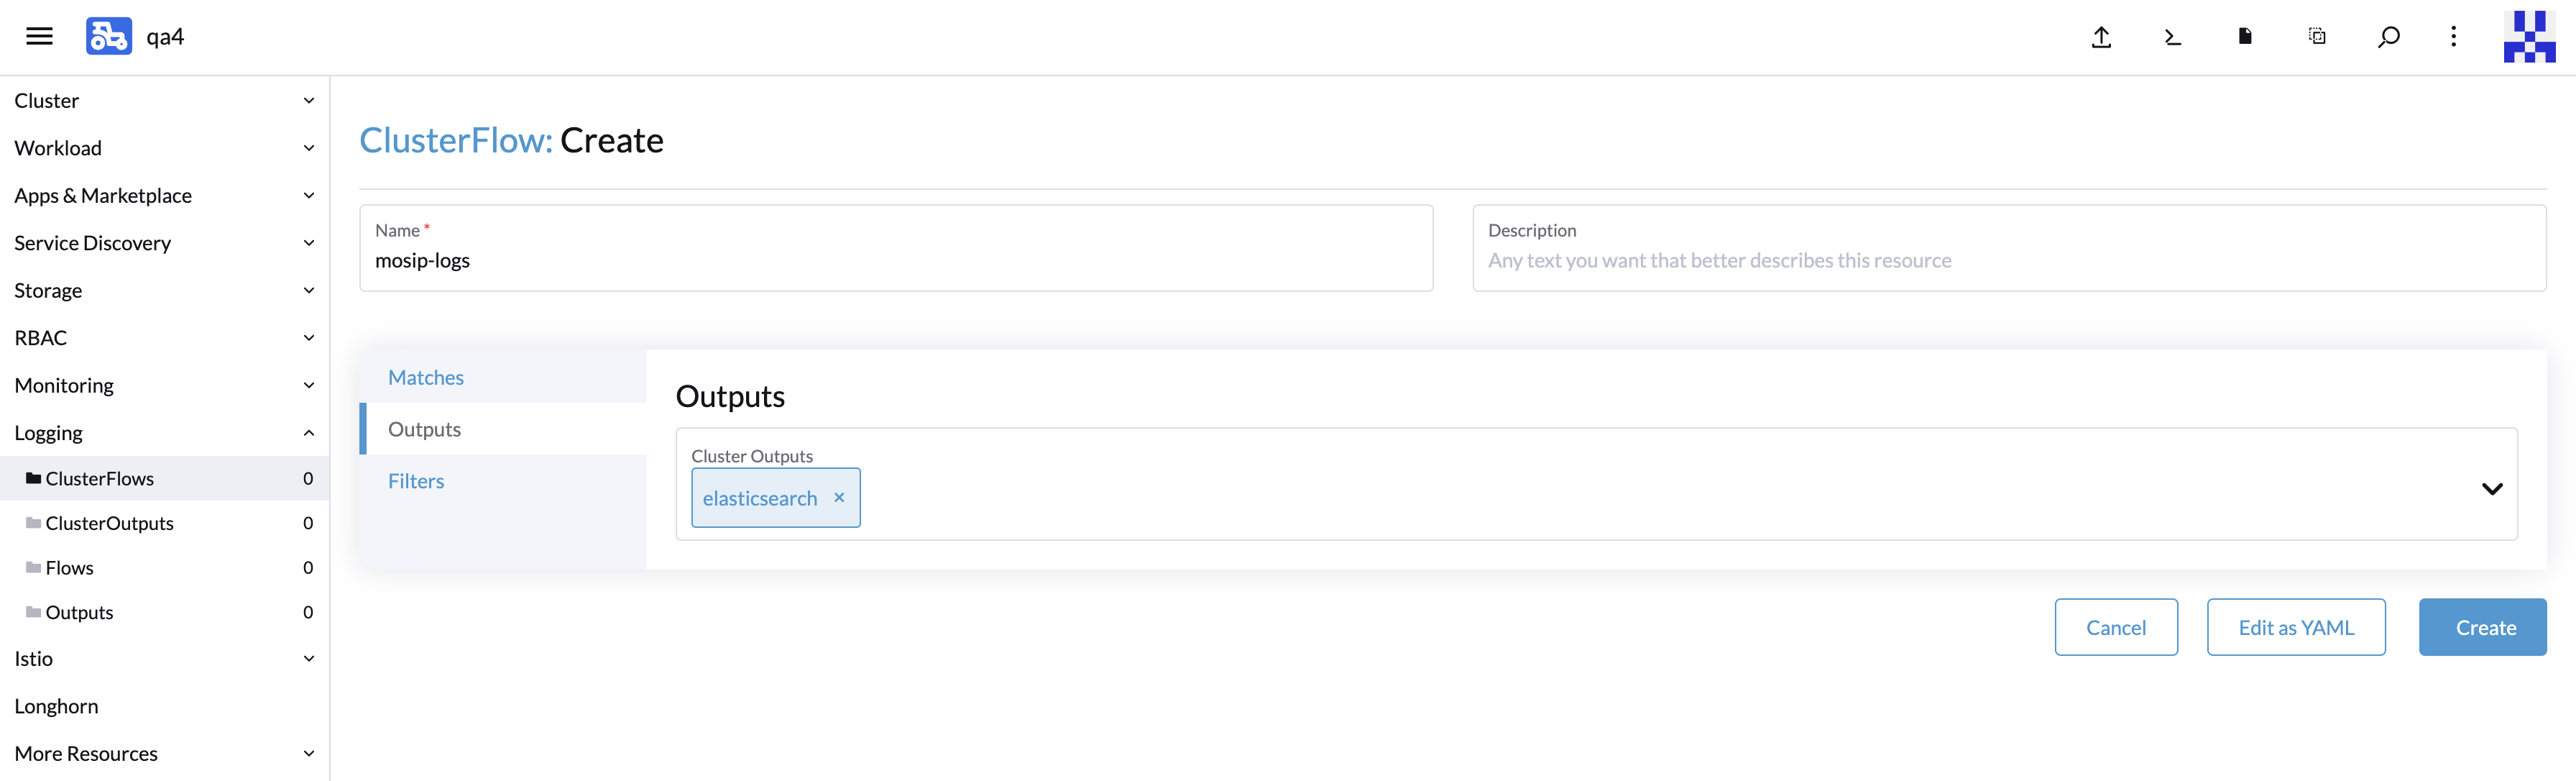 qa4
Cluster
Workload
Apps & Marketplace
Service Discovery
Storage
RBAC
Monitoring
Logging
ClusterFlows 0
ClusterOutputs 0
Flows 0
Outputs 0
Istio
Longhorn
More Resources
ClusterFlow: Create
Name *
mosip-logs
Description
Any text you want that better describes this resource
Matches
Outputs
Filters
Outputs
Cluster Outputs
elasticsearch ×
Cancel
Edit as YAML
Create